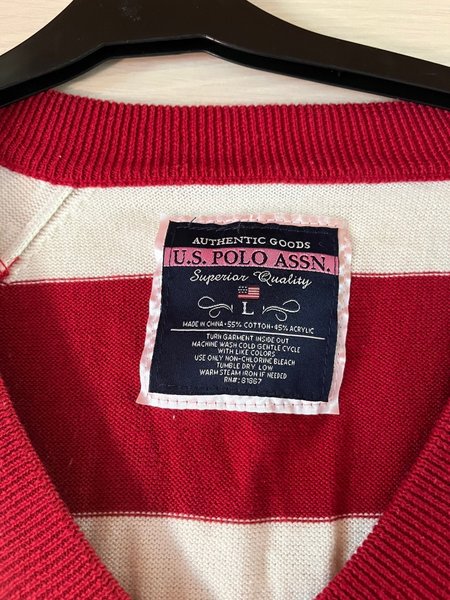 AUTHENTIC GOODS
U.S. POLO ASSN.
Superior Quality
L
MADE IN CHINA • 55% COTTON • 45% ACRYLIC
TURN GARMENT INSIDE OUT
MACHINE WASH COLD GENTLE CYCLE
WITH LIKE COLORS
USE ONLY NON-CHLORINE BLEACH
TUMBLE DRY LOW
WARM STEAM IRON IF NEEDED
RN#: 81867